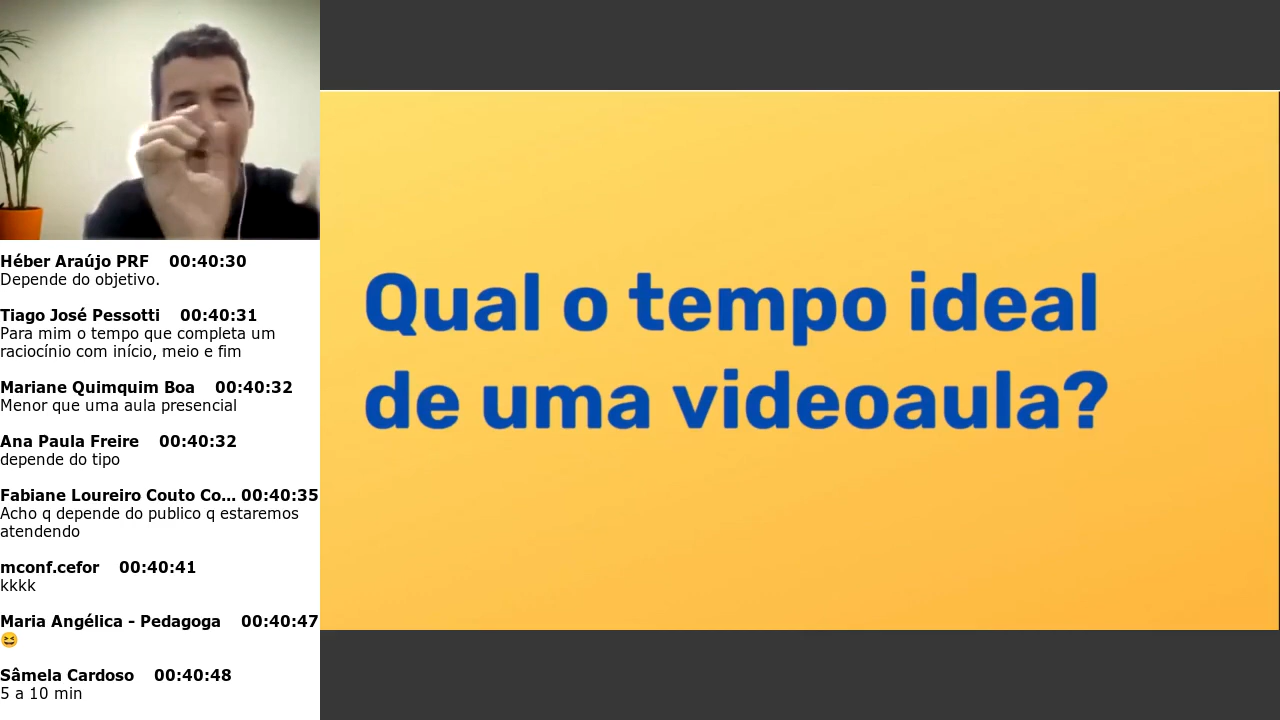 Héber Araújo PRF 00:40:30
Depende do objetivo.
Tiago José Pessotti 00:40:31
Para mim o tempo que completa um
raciocínio com início, meio e fim
Mariane Quimquim Boa 00:40:32
Menor que uma aula presencial
Ana Paula Freire 00:40:32
depende do tipo
Fabiane Loureiro Couto Co... 00:40:35
Acho q depende do publico q estaremos
atendendo
mconf.cefor 00:40:41
kkkk
Maria Angélica - Pedagoga 00:40:47
😆
Sâmela Cardoso 00:40:48
5 a 10 min
Qual o tempo ideal
de uma videoaula?